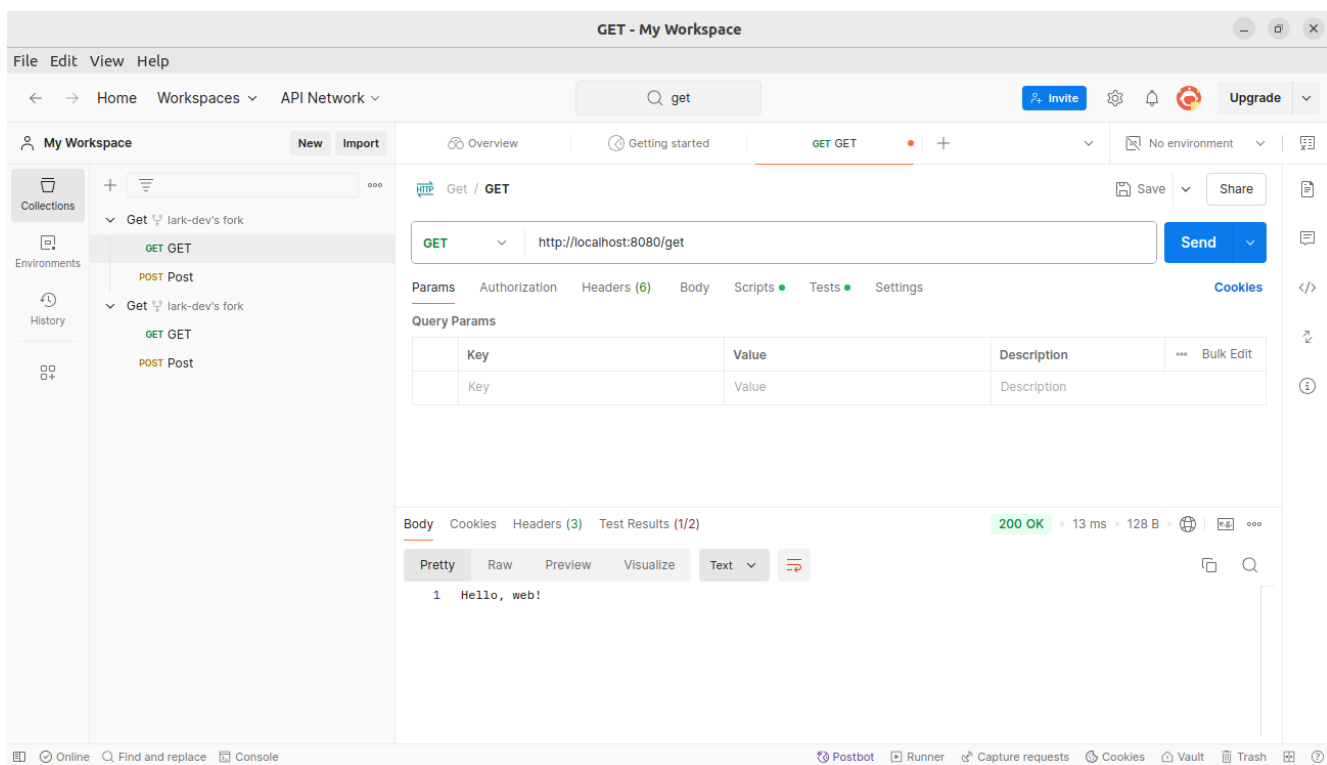 GET - My Workspace
File Edit View Help
Home Workspaces API Network get Invite Upgrade
My Workspace New Import Overview Getting started GET GET No environment
Collections
Environments
History
Get lark-dev's fork
GET GET
POST Post
Get lark-dev's fork
GET GET
POST Post
HTTP Get / GET Save Share
GET http://localhost:8080/get Send
Params Authorization Headers (6) Body Scripts Tests Settings Cookies
Query Params
Key Value Description Bulk Edit
Key Value Description
Body Cookies Headers (3) Test Results (1/2) 200 OK 13 ms 128 B e.g.
Pretty Raw Preview Visualize Text
1 Hello, web!
Online Find and replace Console Postbot Runner Capture requests Cookies Vault Trash